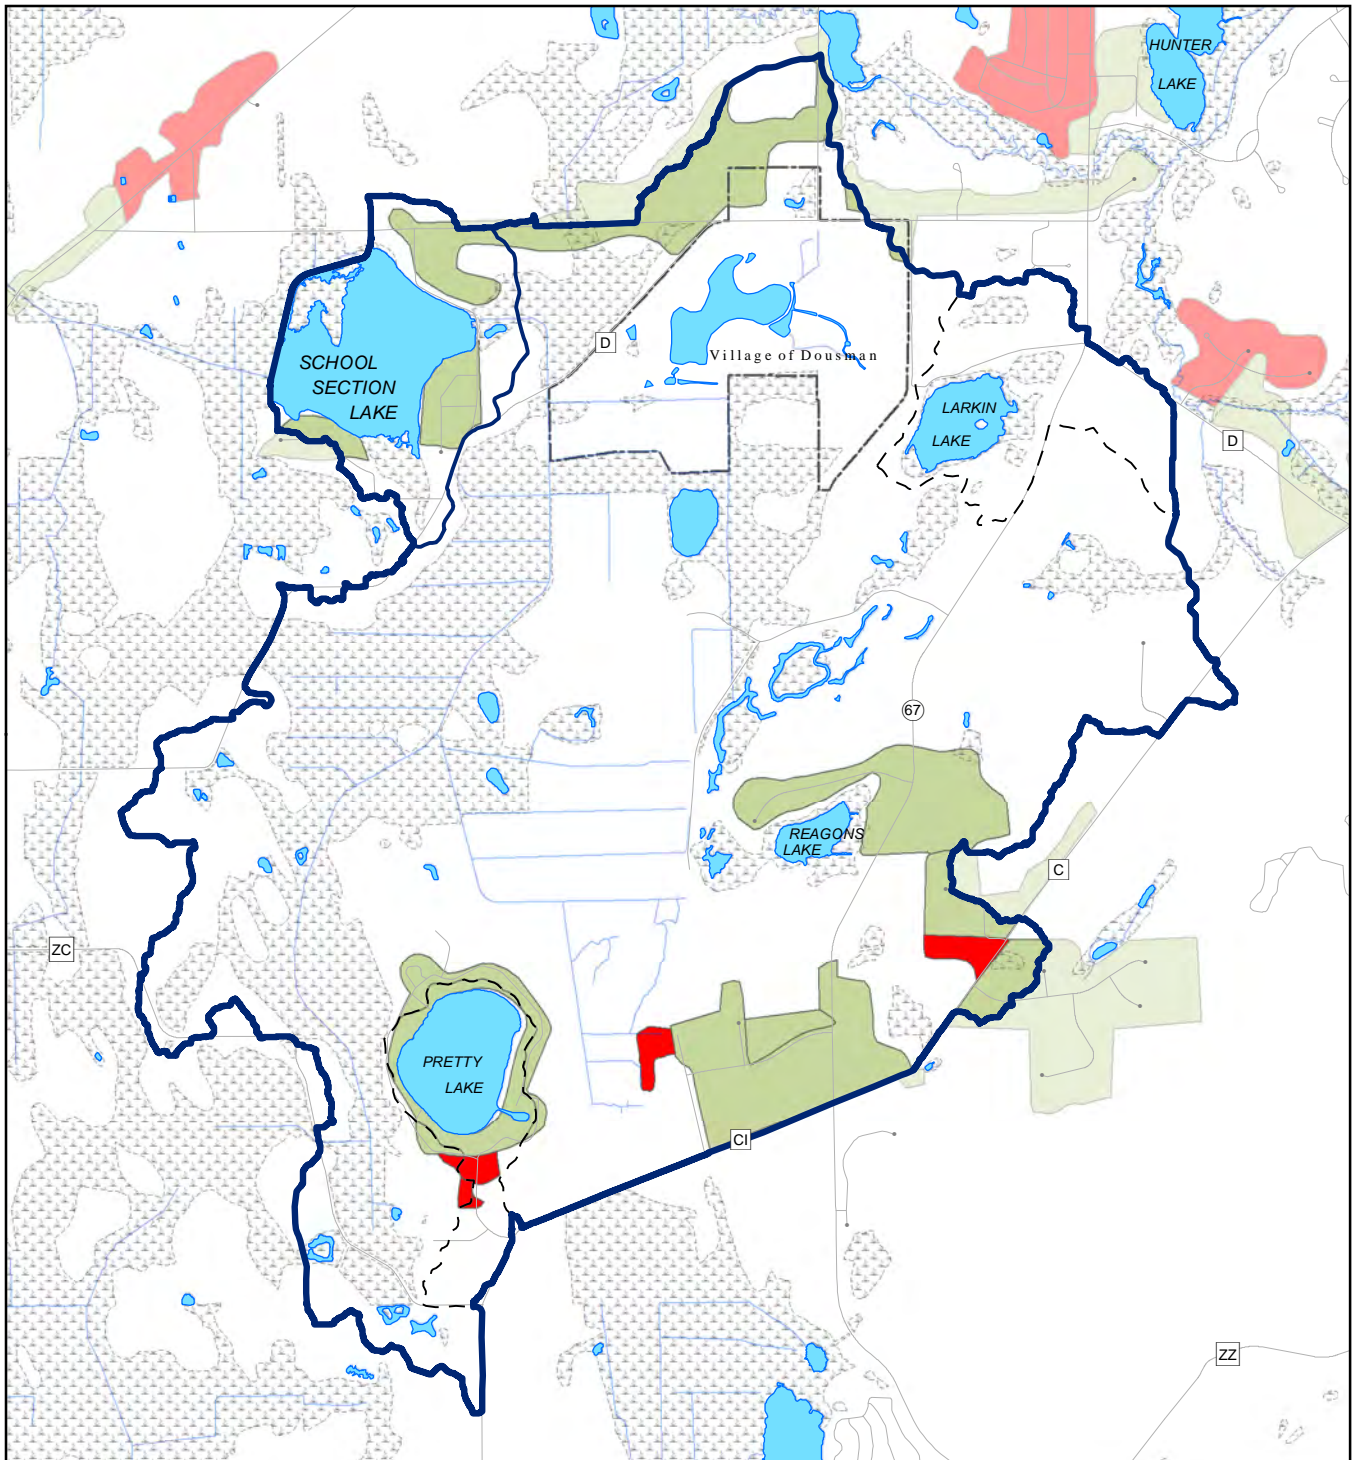 HUNTER
LAKE
D
SCHOOL
SECTION
LAKE
Village of Dousman
LARKIN
LAKE
D
67
REAGONS
LAKE
C
ZC
PRETTY
LAKE
CI
ZZ